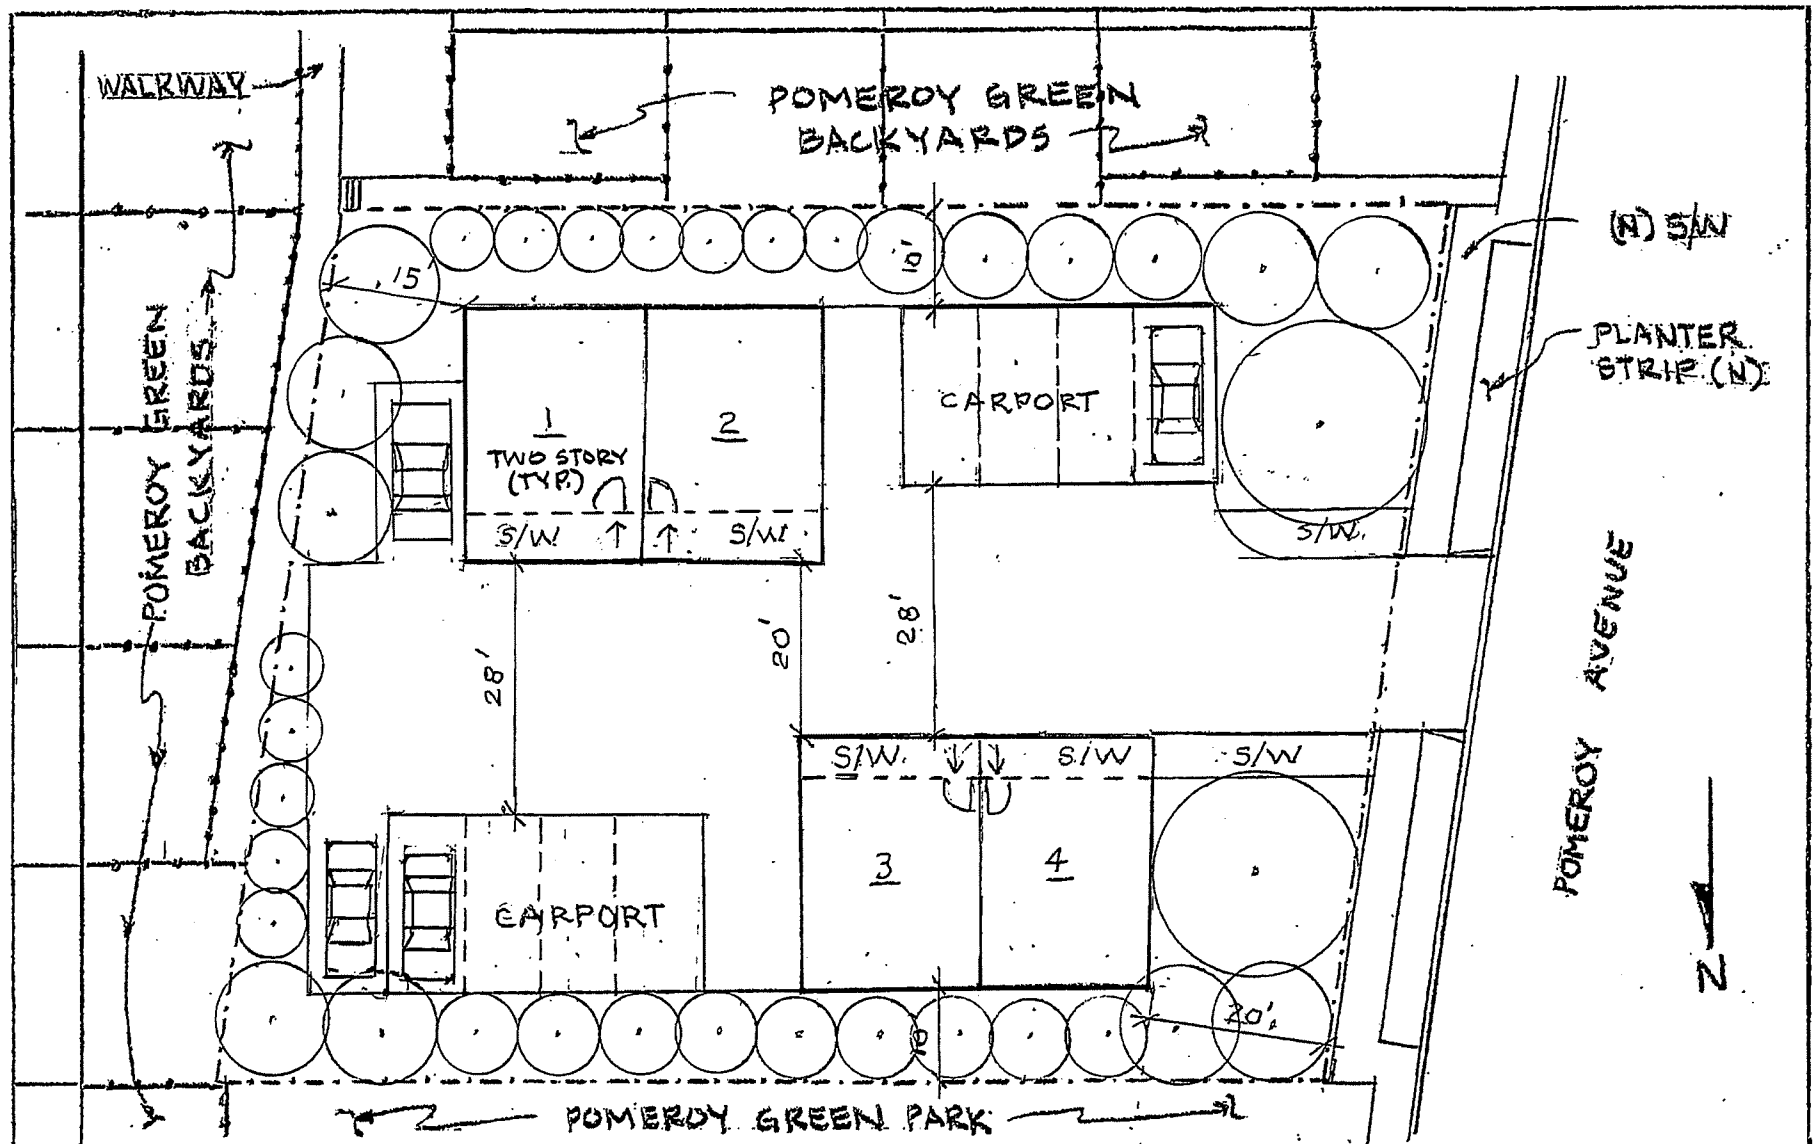 WALKWAY
POMEROY GREEN
BACKYARDS
(N) S/W
15'
10'
PLANTER
STRIP (N)
POMEROY GREEN
BACKYARDS
1
TWO STORY
(TYP.)
2
CARPORT
S/W
S/W
S/W.
POMEROY AVENUE
28'
20'
28'
S/W.
S/W
S/W
3
4
CARPORT
N
20'
10'
POMEROY GREEN PARK